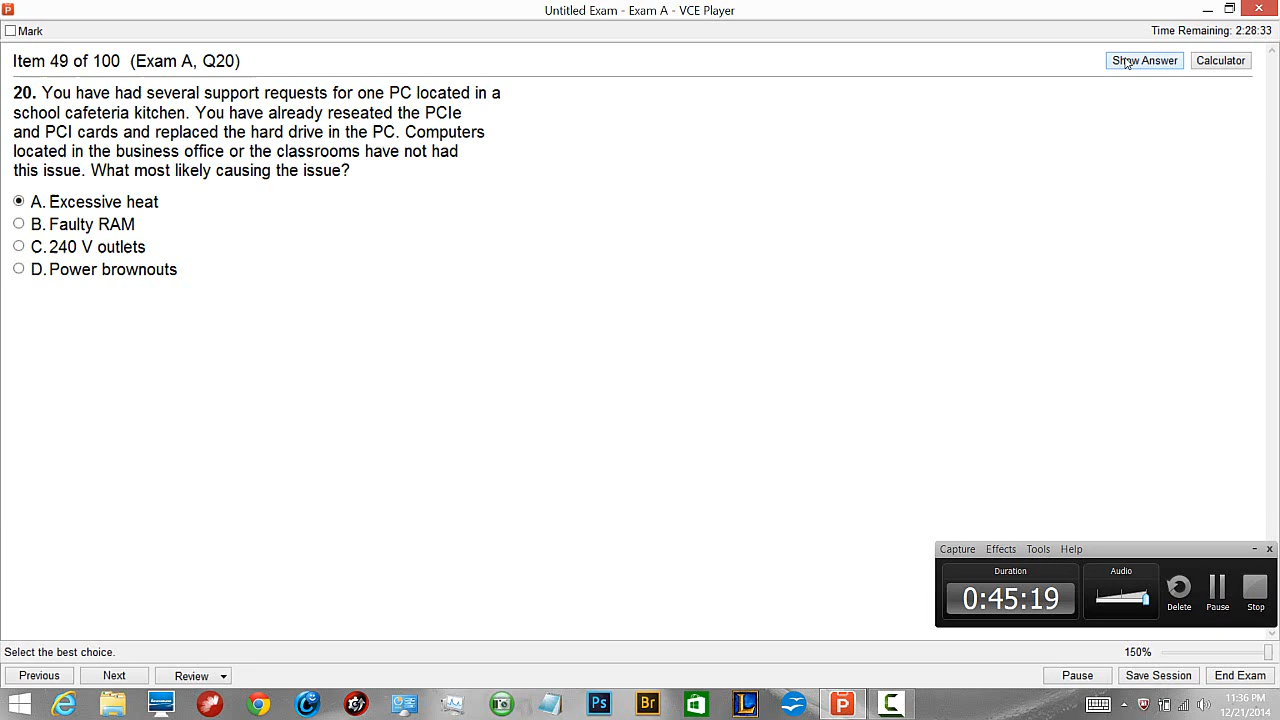 Untitled Exam - Exam A - VCE Player
Mark
Time Remaining: 2:28:33
Item 49 of 100 (Exam A, Q20)
Show Answer
Calculator
20. You have had several support requests for one PC located in a
school cafeteria kitchen. You have already reseated the PCIe
and PCI cards and replaced the hard drive in the PC. Computers
located in the business office or the classrooms have not had
this issue. What most likely causing the issue?
A. Excessive heat
B. Faulty RAM
C. 240 V outlets
D. Power brownouts
Capture Effects Tools Help
Duration
Audio
0:45:19
Delete
Pause
Stop
Select the best choice.
150%
Previous
Next
Review
Pause
Save Session
End Exam
Ps
Br
11:36 PM
12/21/2014